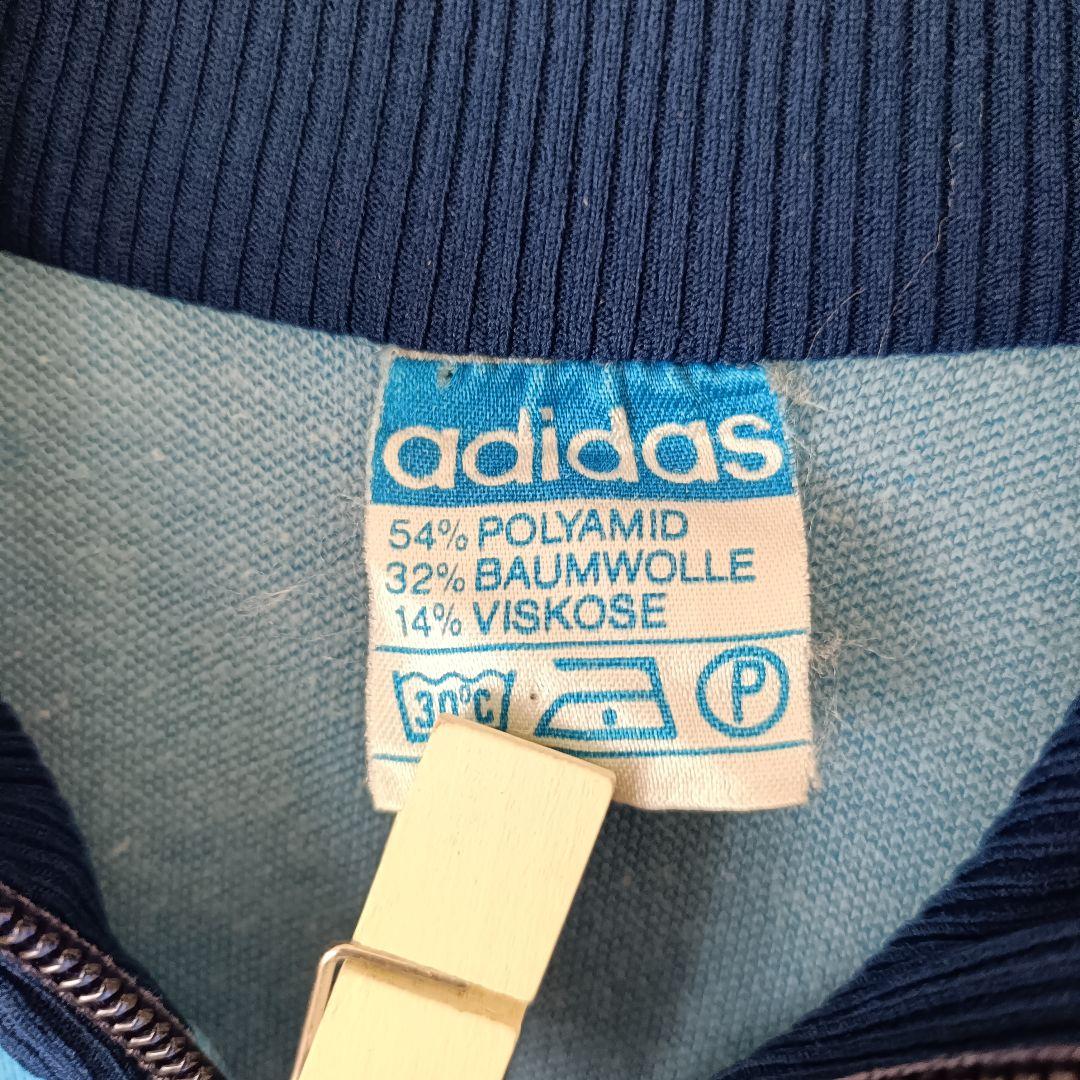 adidas
54% POLYAMID
32% BAUMWOLLE
14% VISKOSE
30°C P